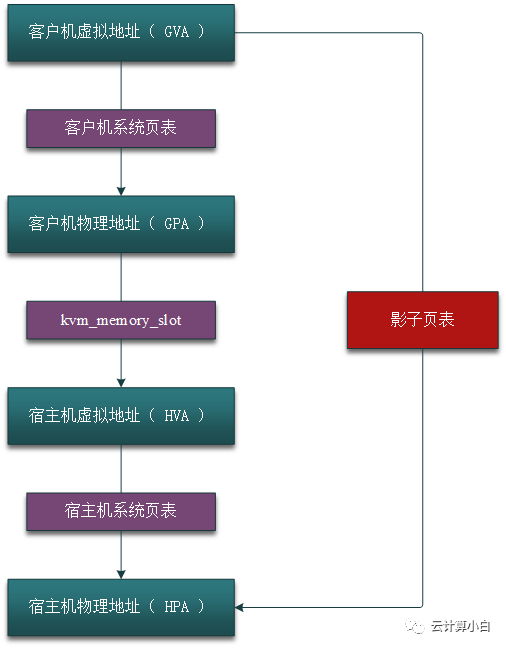 客户机虚拟地址（ GVA ）
客户机系统页表
客户机物理地址（ GPA ）
kvm_memory_slot
影子页表
宿主机虚拟地址（ HVA ）
宿主机系统页表
宿主机物理地址（ HPA ）
云计算小白